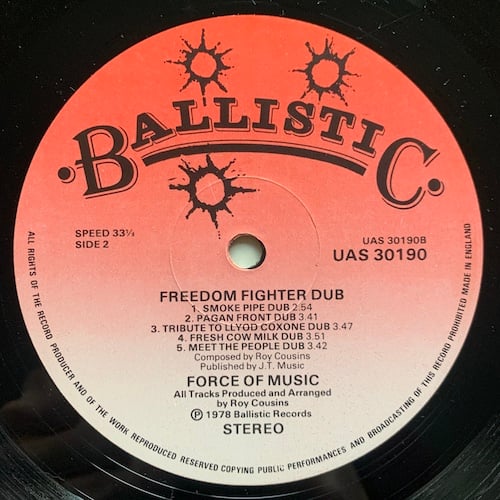 BALLISTIC
SPEED 33⅓
SIDE 2
UAS 30190B
UAS 30190
FREEDOM FIGHTER DUB
1. SMOKE PIPE DUB 2:54
2. PAGAN FRONT DUB 3.41
3. TRIBUTE TO LLYOD COXONE DUB 3.47
4. FRESH COW MILK DUB 3.51
5. MEET THE PEOPLE DUB 3.42
Composed by Roy Cousins
Published by J.T. Music
FORCE OF MUSIC
All Tracks Produced and Arranged
by Roy Cousins
℗ 1978 Ballistic Records
STEREO
ALL RIGHTS OF THE RECORD PRODUCER AND OF THE WORK REPRODUCED RESERVED COPYING PUBLIC PERFORMANCES AND BROADCASTING OF THIS RECORD PROHIBITED MADE IN ENGLAND